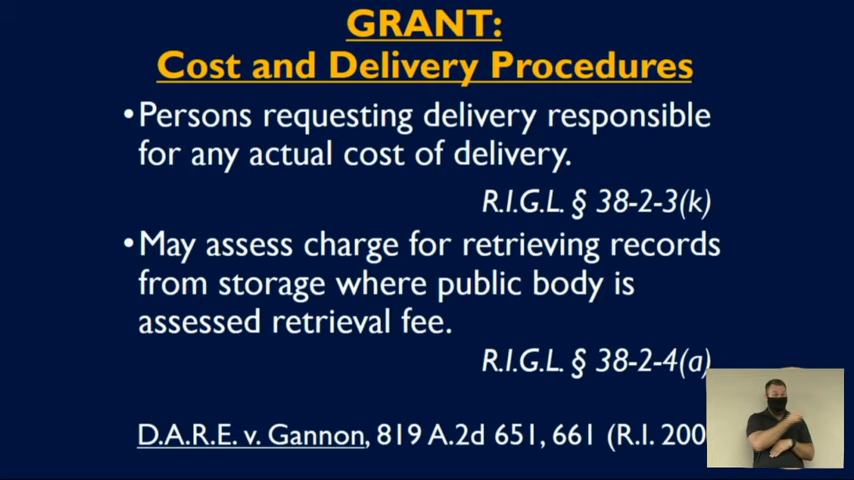 GRANT:
Cost and Delivery Procedures
•Persons requesting delivery responsible
for any actual cost of delivery.
R.I.G.L. § 38-2-3(k)
•May assess charge for retrieving records
from storage where public body is
assessed retrieval fee.
R.I.G.L. § 38-2-4(a)
D.A.R.E. v. Gannon, 819 A.2d 651, 661 (R.I. 200